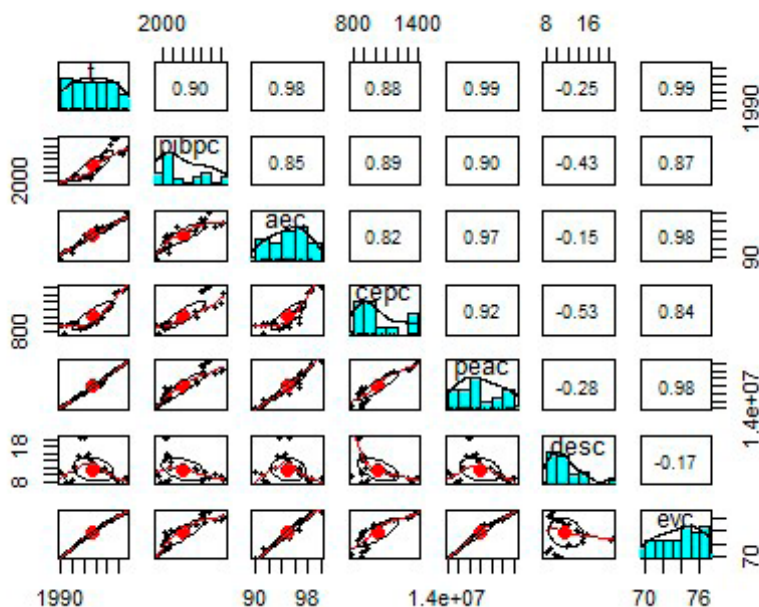 2000 800 1400 8 16
0.90 0.98 0.88 0.99 -0.25 0.99
1990
pibpc 0.85 0.89 0.90 -0.43 0.87
2000
aec 0.82 0.97 -0.15 0.98
90
cepc 0.92 -0.53 0.84
800
peac -0.28 0.98
1.4e+07
8 18 desc -0.17
evc
70
1990 90 98 1.4e+07 70 76